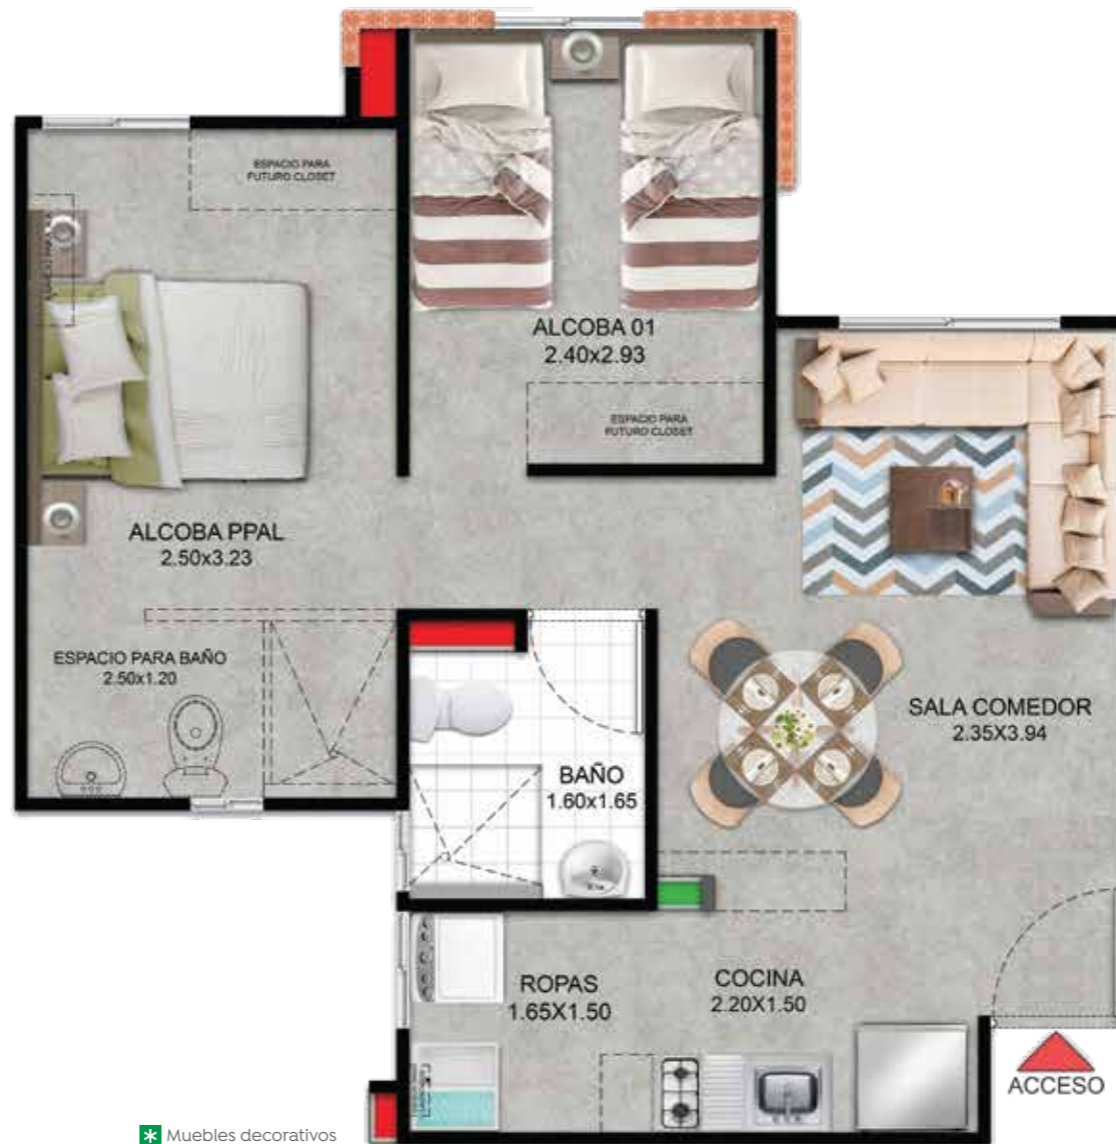 ESPACIO PARA
FUTURO CLOSET
ALCOBA 01
2.40x2.93
ESPACIO PARA
FUTURO CLOSET
ALCOBA PPAL
2.50x3.23
ESPACIO PARA BAÑO
2.50x1.20
SALA COMEDOR
2.35X3.94
BAÑO
1.60x1.65
ROPAS
1.65X1.50
COCINA
2.20X1.50
ACCESO
* Muebles decorativos